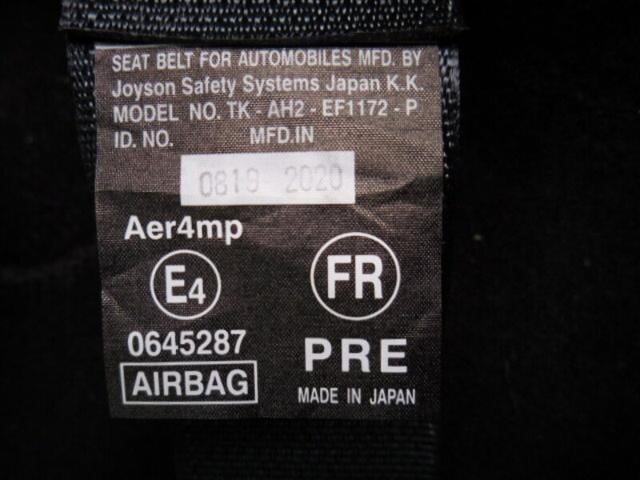 SEAT BELT FOR AUTOMOBILES MFD. BY
Joyson Safety Systems Japan K.K.
MODEL NO. TK - AH2 - EF1172 - P
ID. NO. MFD.IN
0819 2020
Aer4mp
E4
FR
0645287
PRE
AIRBAG
MADE IN JAPAN